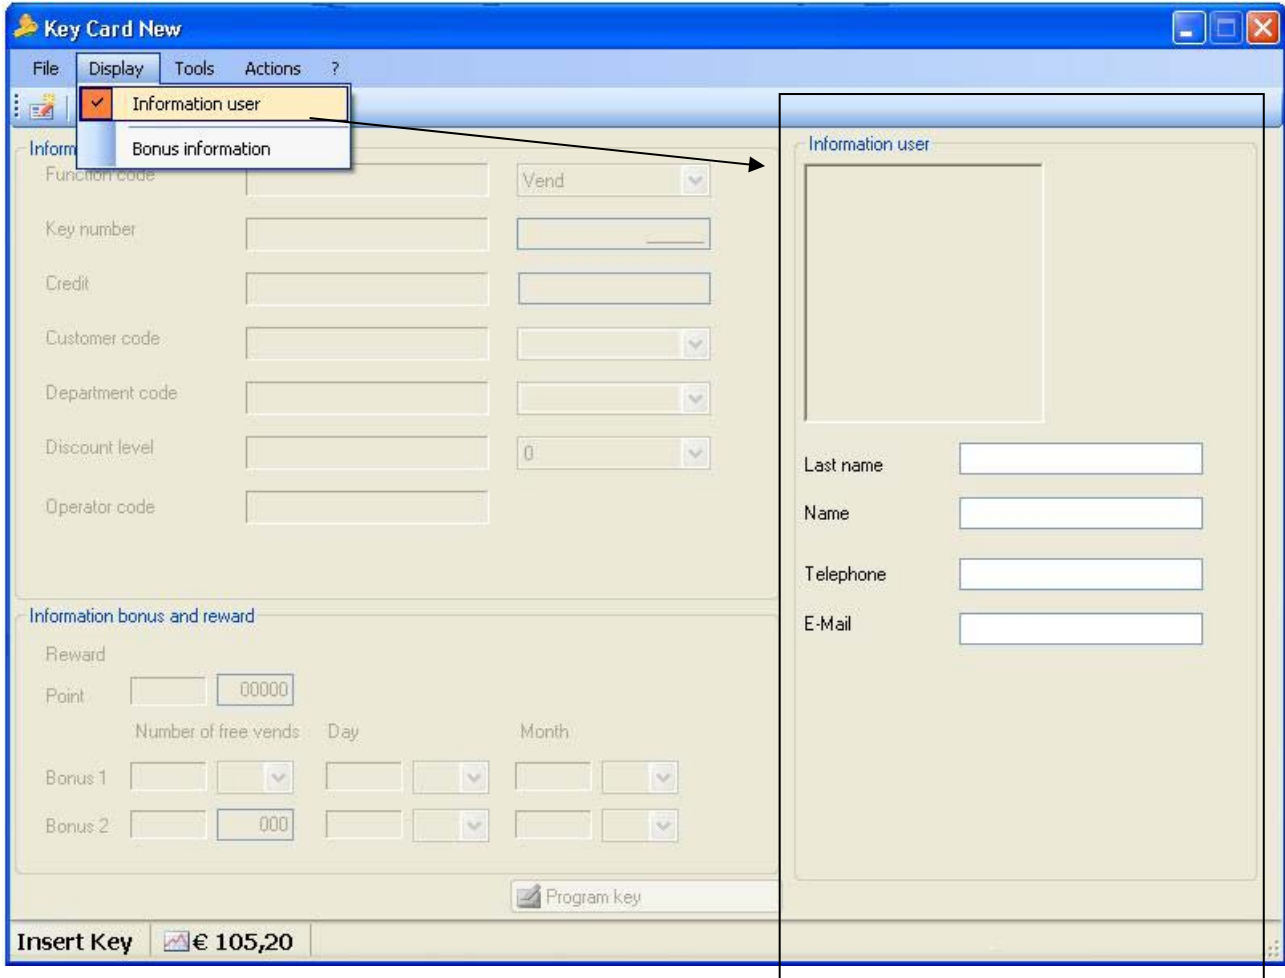 Key Card New
File Display Tools Actions ?
Information user
Bonus information
Inform
Function code Vend
Key number ______
Credit
Customer code
Department code
Discount level 0
Operator code
Information bonus and reward
Reward
Point 00000
Number of free vends Day Month
Bonus 1
Bonus 2 000
Program key
Information user
Last name
Name
Telephone
E-Mail
Insert Key € 105,20